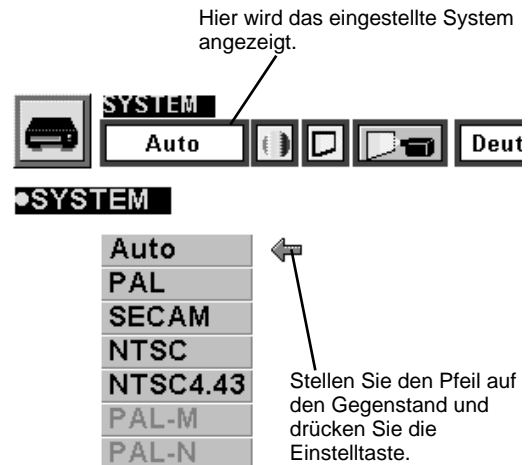 Hier wird das eingestellte System
angezeigt.
SYSTEM
Auto
Deut
SYSTEM
Auto
PAL
SECAM
NTSC
NTSC4.43
PAL-M
PAL-N
Stellen Sie den Pfeil auf
den Gegenstand und
drücken Sie die
Einstelltaste.